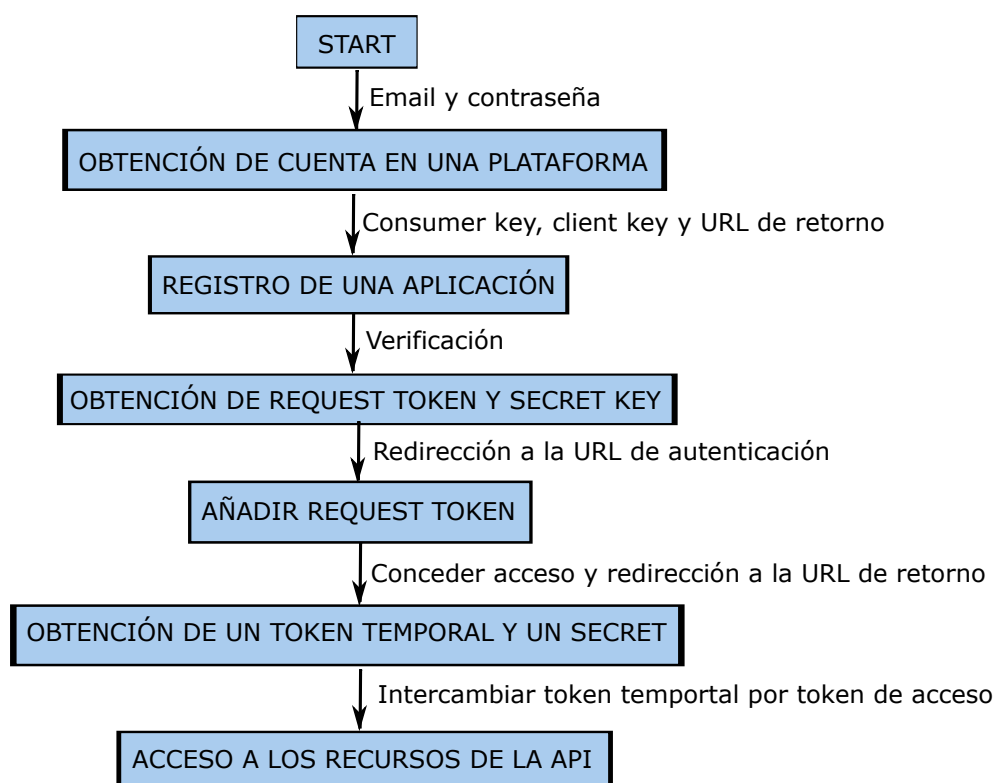 START
Email y contraseña
OBTENCIÓN DE CUENTA EN UNA PLATAFORMA
Consumer key, client key y URL de retorno
REGISTRO DE UNA APLICACIÓN
Verificación
OBTENCIÓN DE REQUEST TOKEN Y SECRET KEY
Redirección a la URL de autenticación
AÑADIR REQUEST TOKEN
Conceder acceso y redirección a la URL de retorno
OBTENCIÓN DE UN TOKEN TEMPORAL Y UN SECRET
Intercambiar token temportal por token de acceso
ACCESO A LOS RECURSOS DE LA API